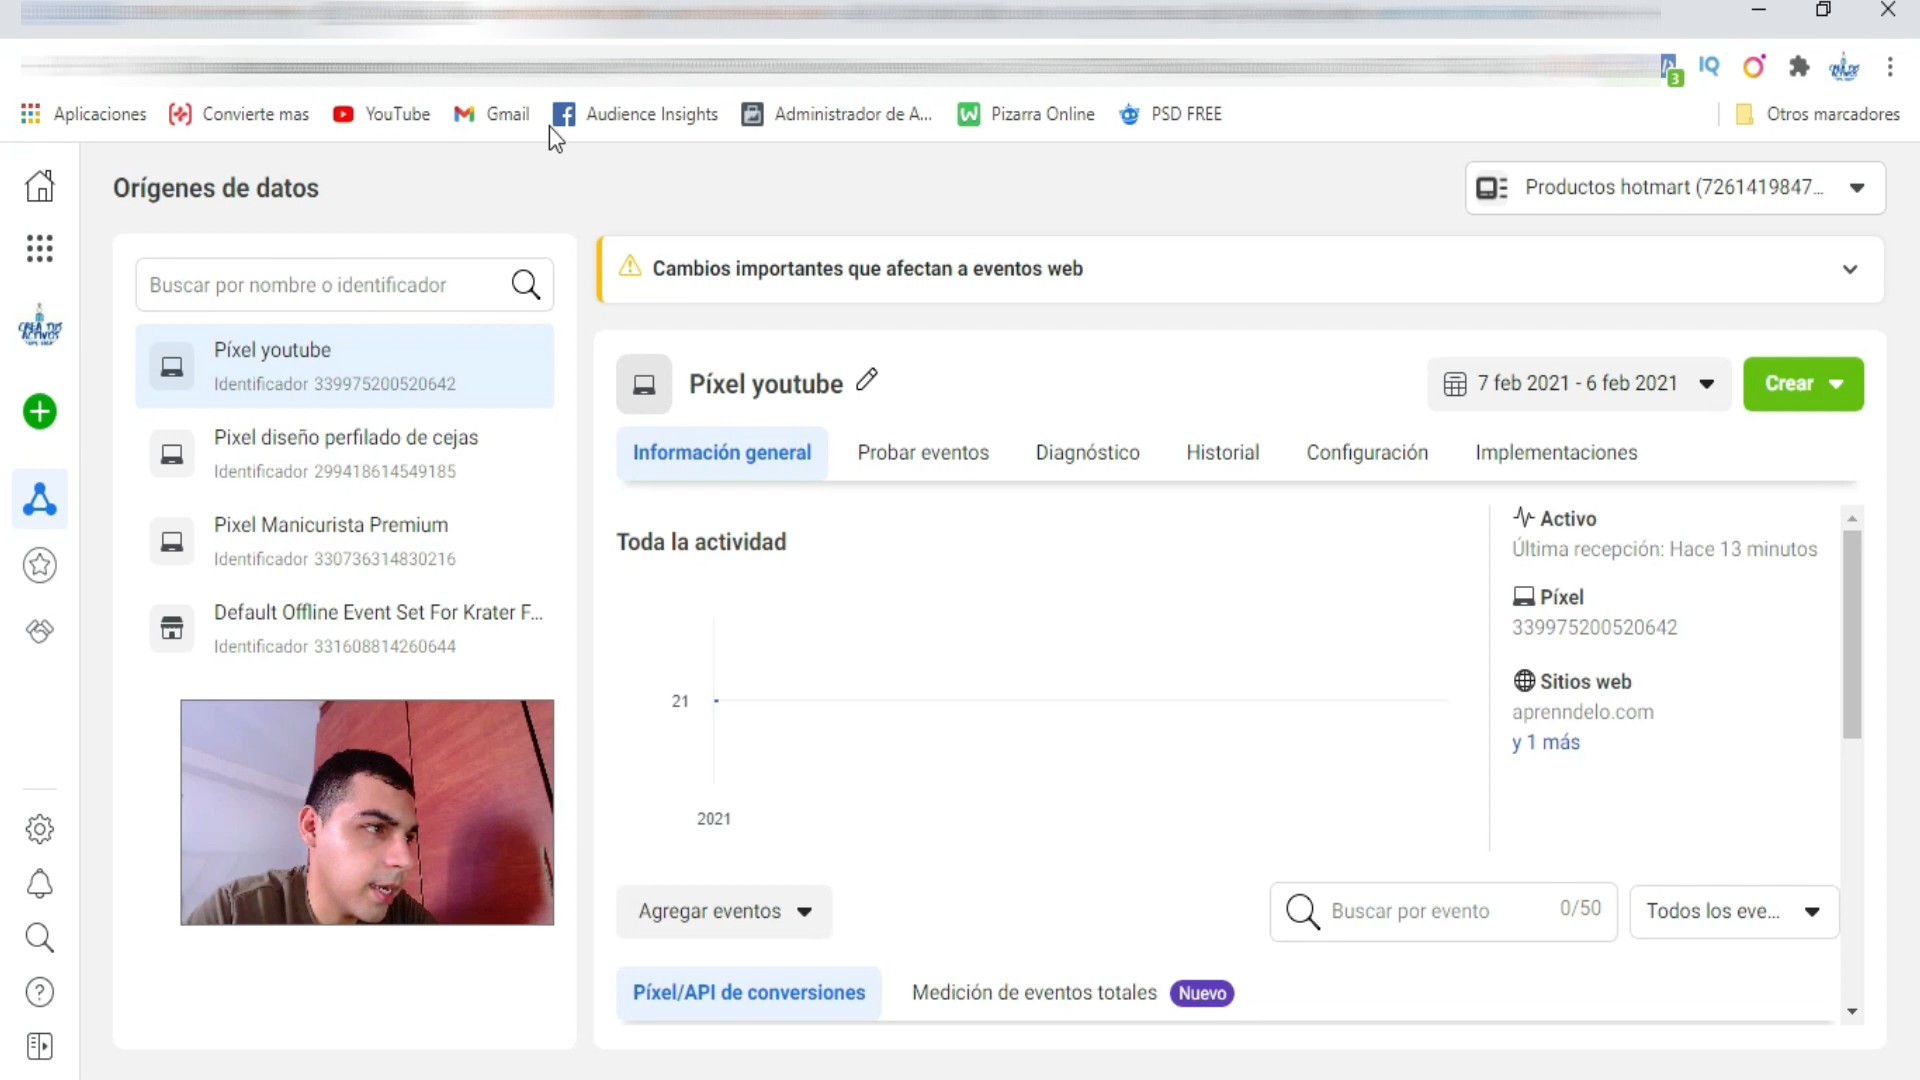 3
IQ
Aplicaciones
Convierte mas
YouTube
Gmail
Audience Insights
Administrador de A...
Pizarra Online
PSD FREE
Otros marcadores
Orígenes de datos
Productos hotmart (7261419847...
Buscar por nombre o identificador
Cambios importantes que afectan a eventos web
CREA TUS
ACTIVOS
Píxel youtube
Identificador 339975200520642
Pixel diseño perfilado de cejas
Identificador 299418614549185
Pixel Manicurista Premium
Identificador 330736314830216
Default Offline Event Set For Krater F...
Identificador 331608814260644
Píxel youtube
7 feb 2021 - 6 feb 2021
Crear
Información general
Probar eventos
Diagnóstico
Historial
Configuración
Implementaciones
Toda la actividad
21
2021
Activo
Última recepción: Hace 13 minutos
Píxel
339975200520642
Sitios web
aprenndelo.com
y 1 más
Agregar eventos
Buscar por evento
0/50
Todos los eve...
Píxel/API de conversiones
Medición de eventos totales
Nuevo